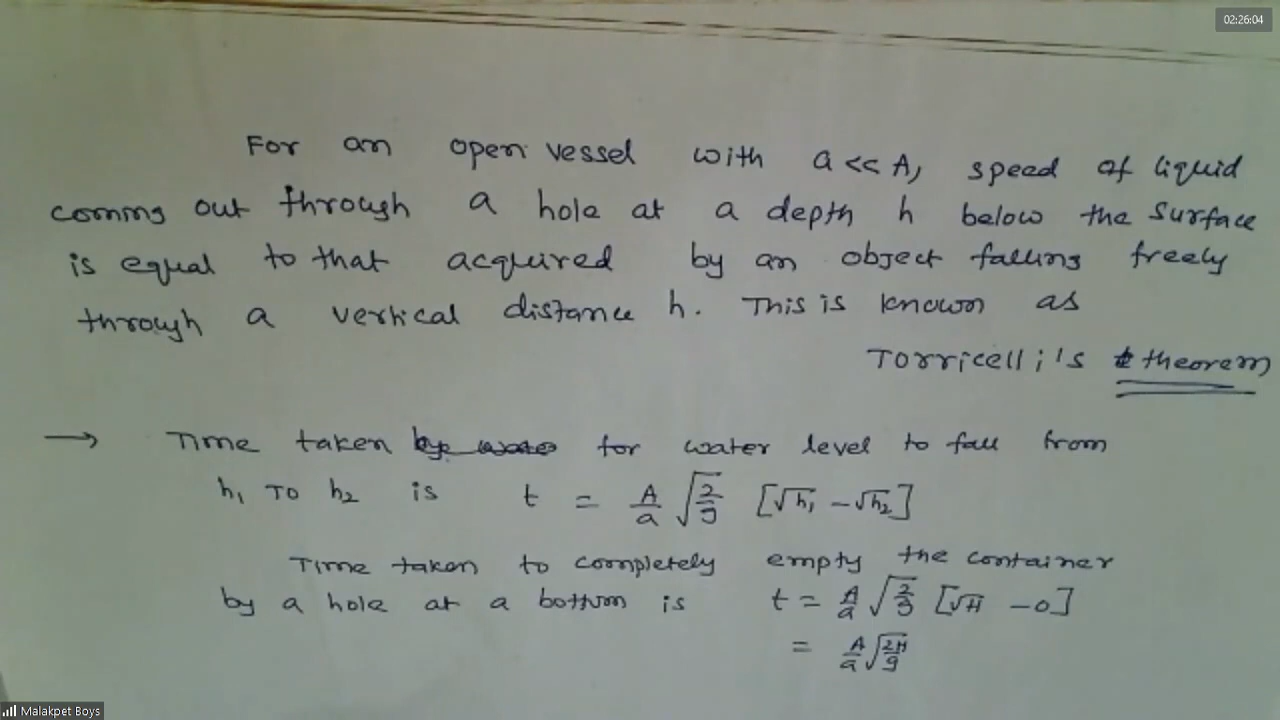 02:26:04
For an open vessel with a << A, speed of liquid
coming out through a hole at a depth h below the surface
is equal to that acquired by an object falling freely
through a vertical distance h. This is known as
Torricelli's theorem
→ Time taken for water level to fall from
h₁ To h₂ is t = A/a √(2/g) [√h₁ - √h₂]
Time taken to completely empty the container
by a hole at a bottom is t = A/a √(2/g) [√H - 0]
= A/a √(2H/g)
Malakpet Boys